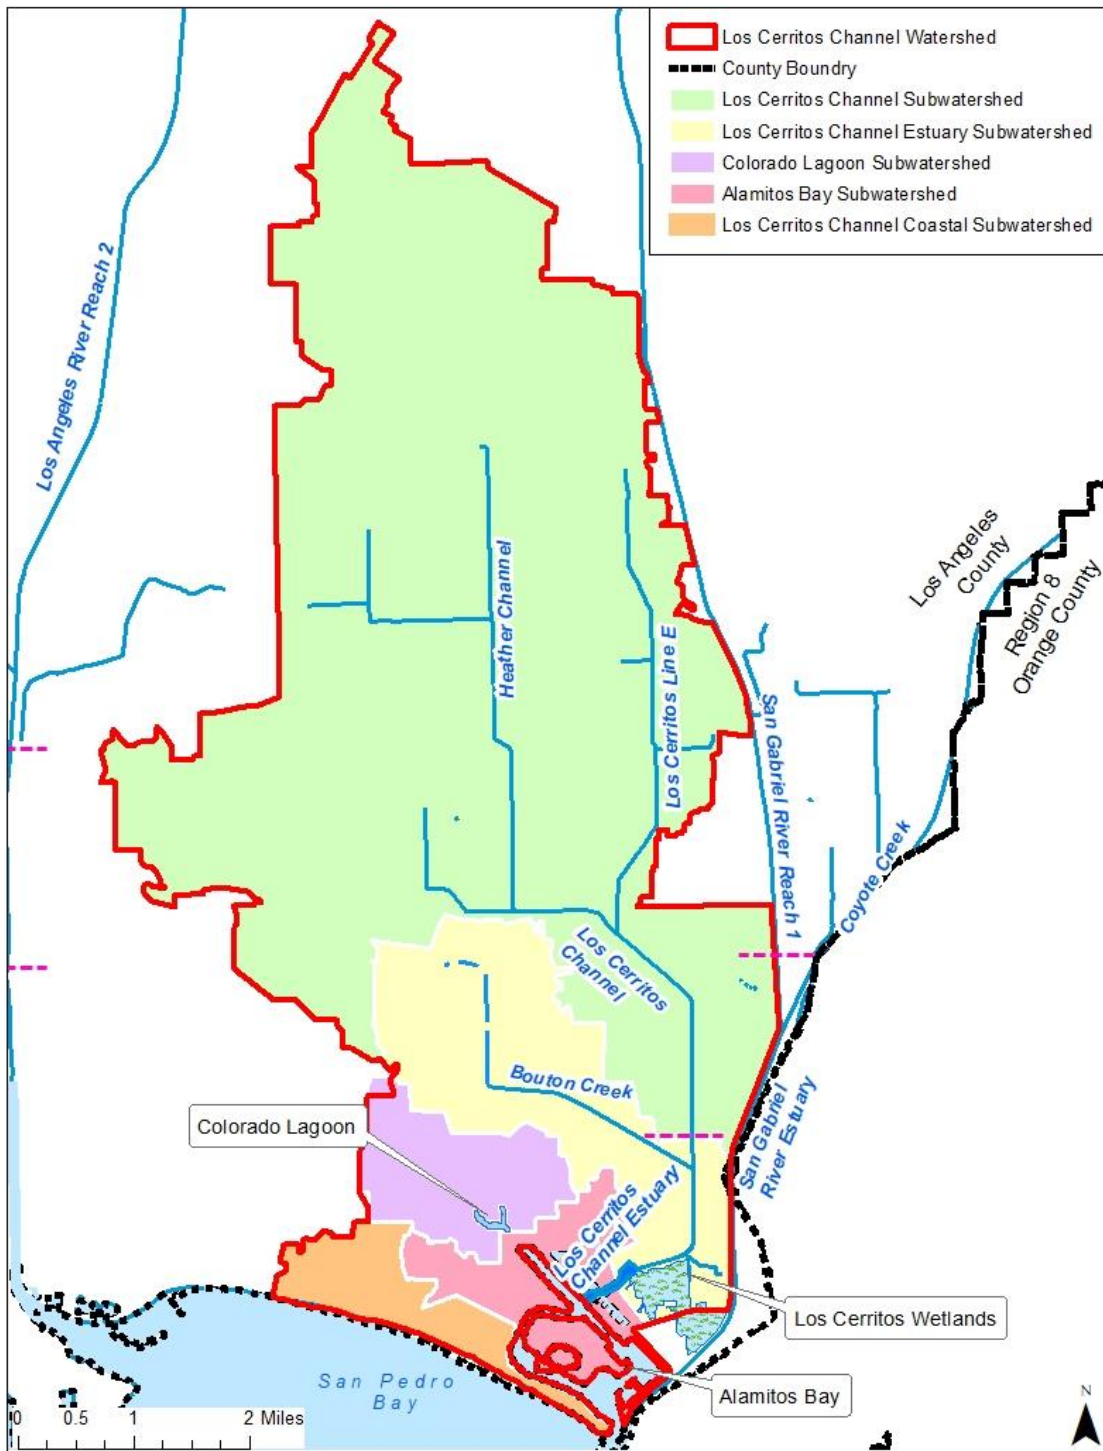 Los Cerritos Channel Watershed
County Boundry
Los Cerritos Channel Subwatershed
Los Cerritos Channel Estuary Subwatershed
Colorado Lagoon Subwatershed
Alamitos Bay Subwatershed
Los Cerritos Channel Coastal Subwatershed
Los Angeles River Reach 2
Los Angeles
County
Region 8
Orange County
Heather Channel
Los Cerritos Line E
San Gabriel River Reach 1
Coyote Creek
Los Cerritos
Channel
Bouton Creek
San Gabriel
River Estuary
Colorado Lagoon
Los Cerritos
Channel Estuary
Los Cerritos Wetlands
Alamitos Bay
San Pedro
Bay
0 0.5 1 2 Miles
N